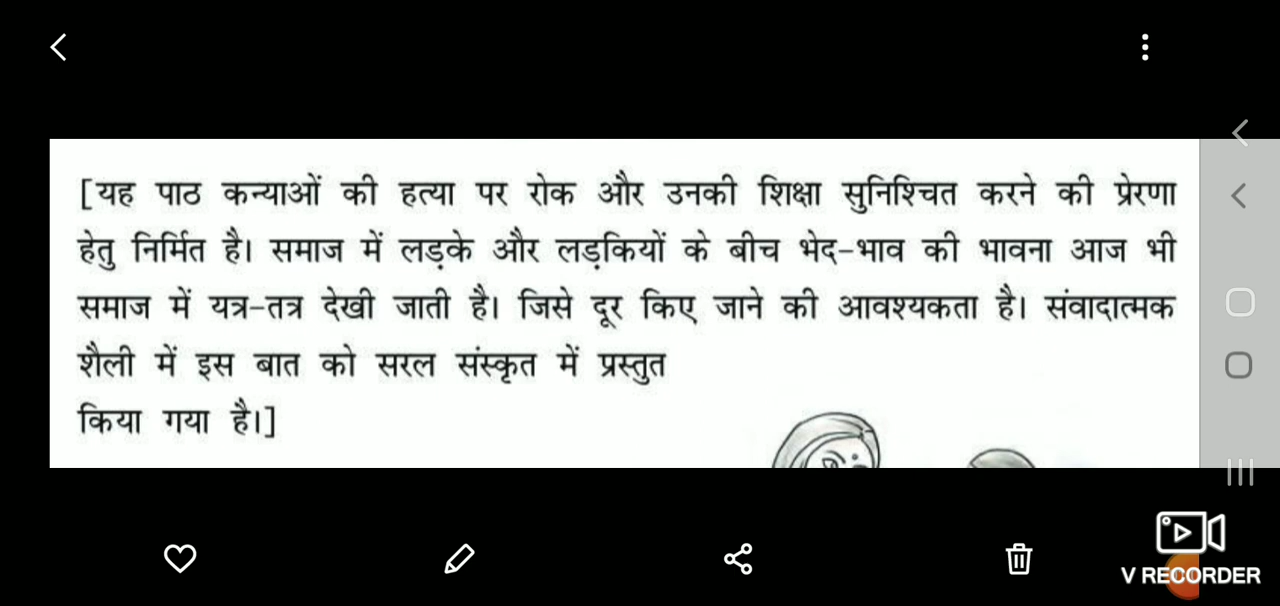 [यह पाठ कन्याओं की हत्या पर रोक और उनकी शिक्षा सुनिश्चित करने की प्रेरणा
हेतु निर्मित है। समाज में लड़के और लड़कियों के बीच भेद-भाव की भावना आज भी
समाज में यत्र-तत्र देखी जाती है। जिसे दूर किए जाने की आवश्यकता है। संवादात्मक
शैली में इस बात को सरल संस्कृत में प्रस्तुत
किया गया है।]
V RECORDER